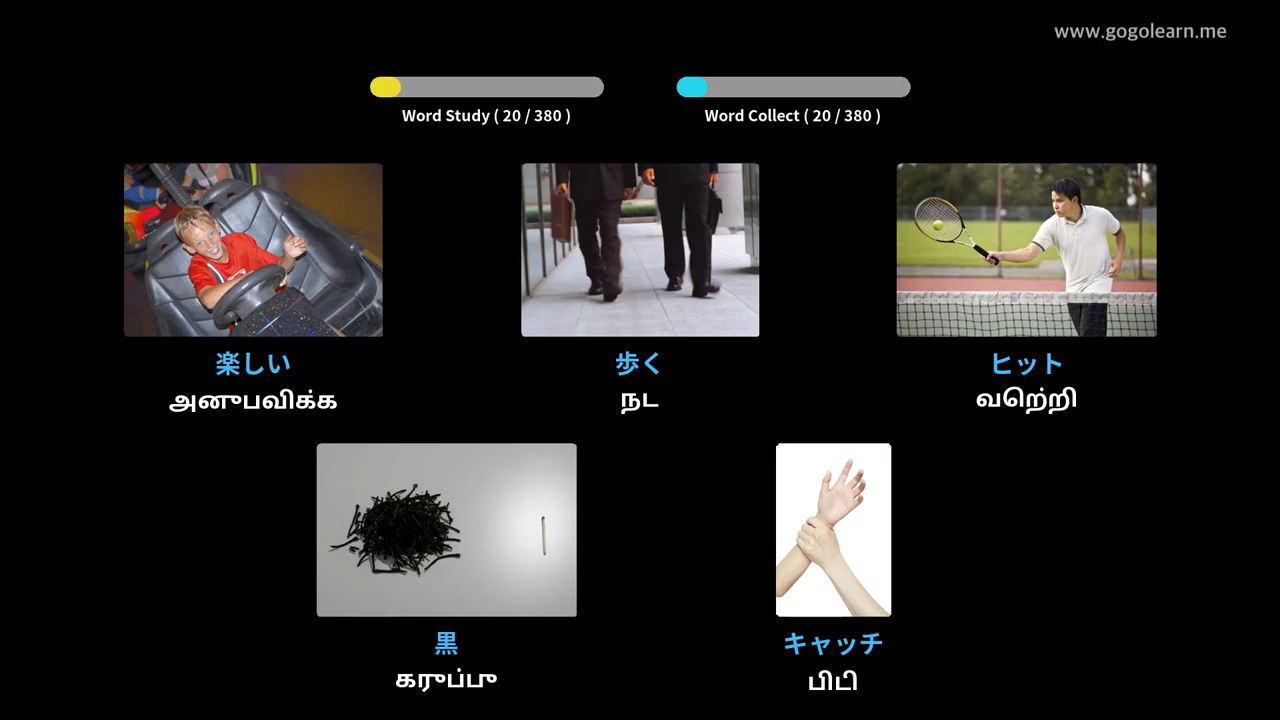 www.gogolearn.me
Word Study ( 20 / 380 )
Word Collect ( 20 / 380 )
楽しい
அனுபவிக்க
歩く
நட
ヒット
வெற்றி
黒
கருப்பு
キャッチ
பிடி